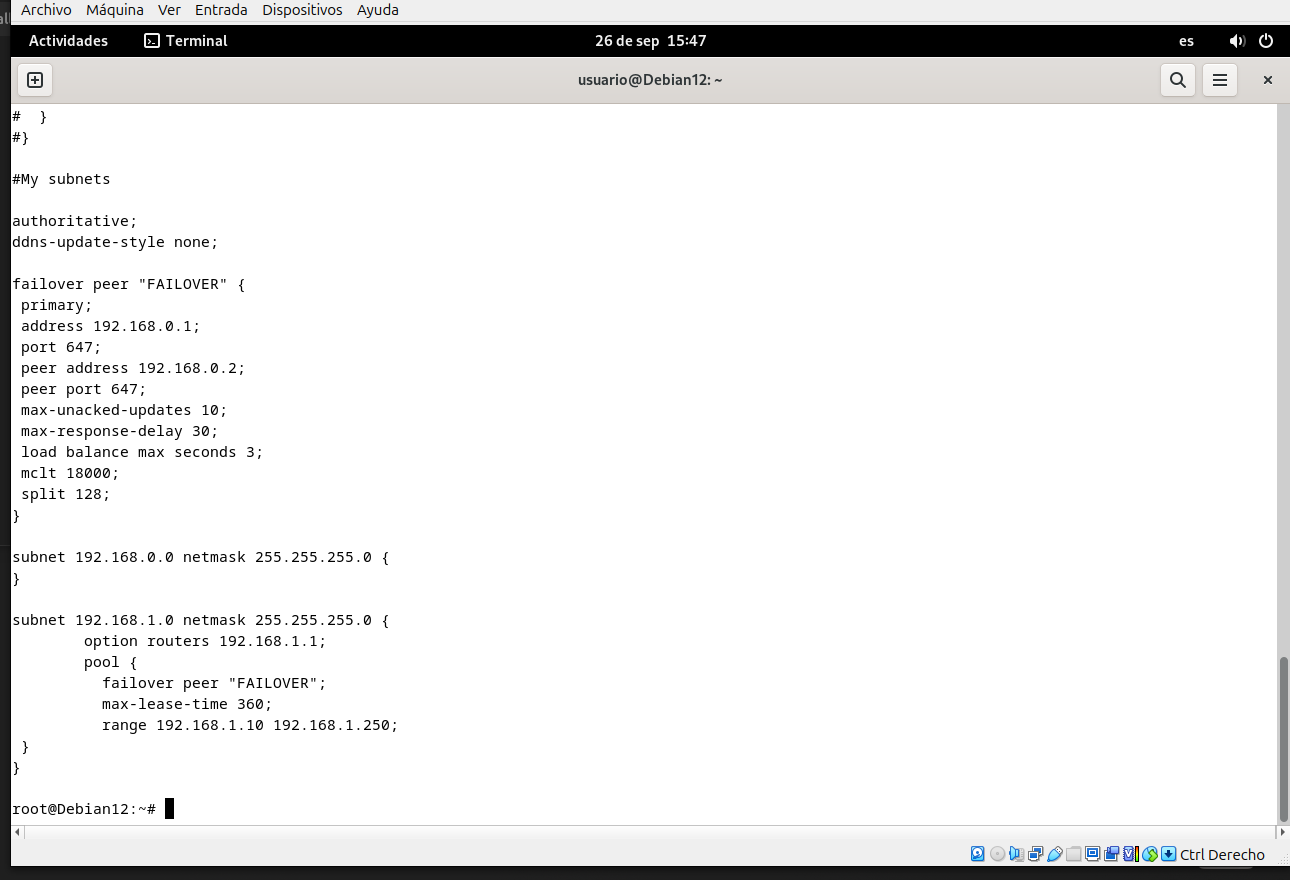 Archivo Máquina Ver Entrada Dispositivos Ayuda
Actividades Terminal 26 de sep 15:47 es
usuario@Debian12: ~
#  }
#}
#My subnets
authoritative;
ddns-update-style none;
failover peer "FAILOVER" {
 primary;
 address 192.168.0.1;
 port 647;
 peer address 192.168.0.2;
 peer port 647;
 max-unacked-updates 10;
 max-response-delay 30;
 load balance max seconds 3;
 mclt 18000;
 split 128;
}
subnet 192.168.0.0 netmask 255.255.255.0 {
}
subnet 192.168.1.0 netmask 255.255.255.0 {
        option routers 192.168.1.1;
        pool {
          failover peer "FAILOVER";
          max-lease-time 360;
          range 192.168.1.10 192.168.1.250;
 }
}
root@Debian12:~#
Ctrl Derecho